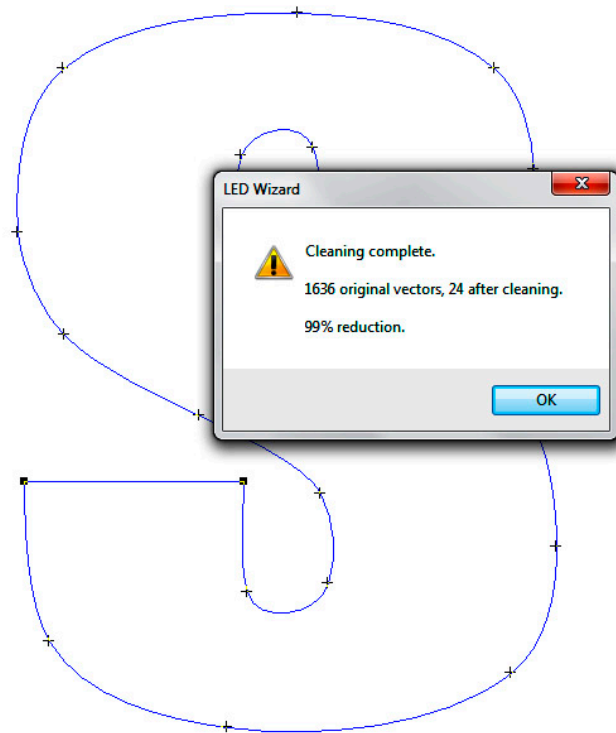 LED Wizard
Cleaning complete.
1636 original vectors, 24 after cleaning.
99% reduction.
OK